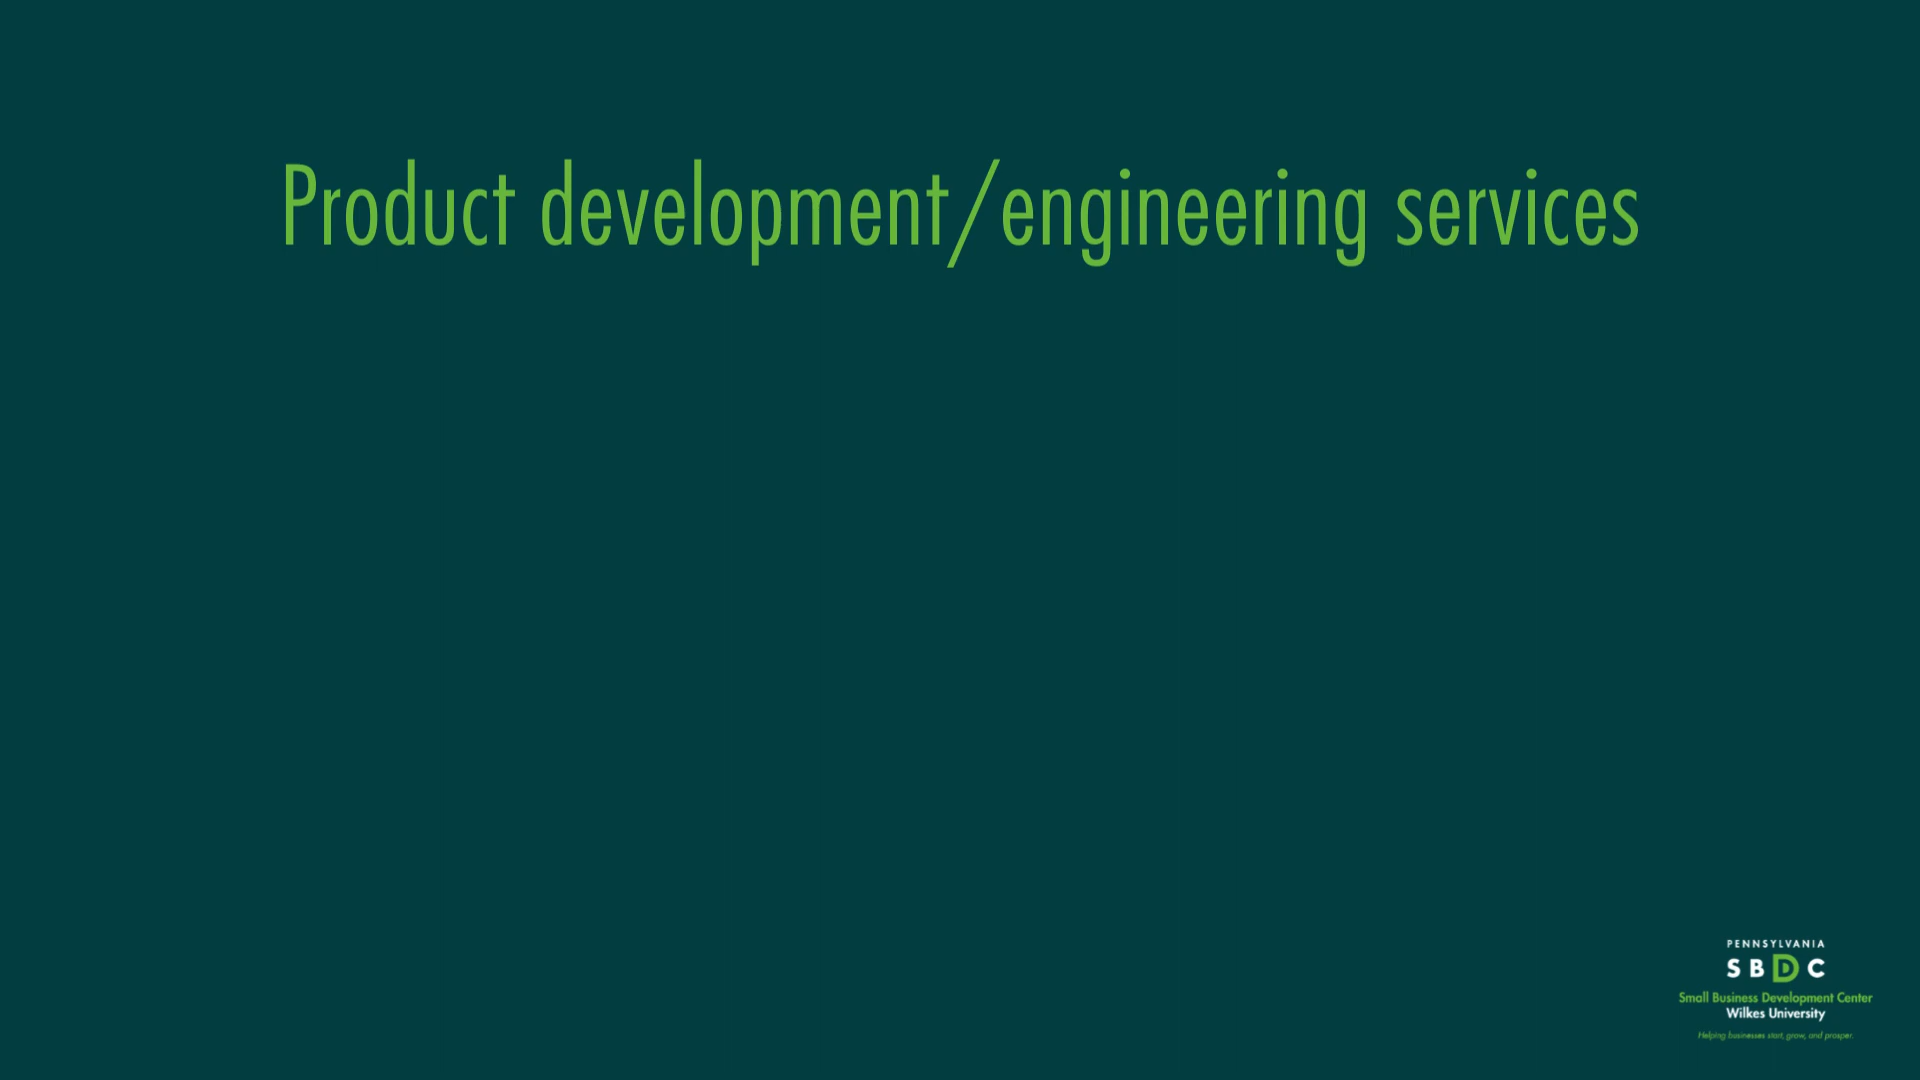 Product development/engineering services
PENNSYLVANIA
SBDC
Small Business Development Center
Wilkes University
Helping businesses start, grow, and prosper.